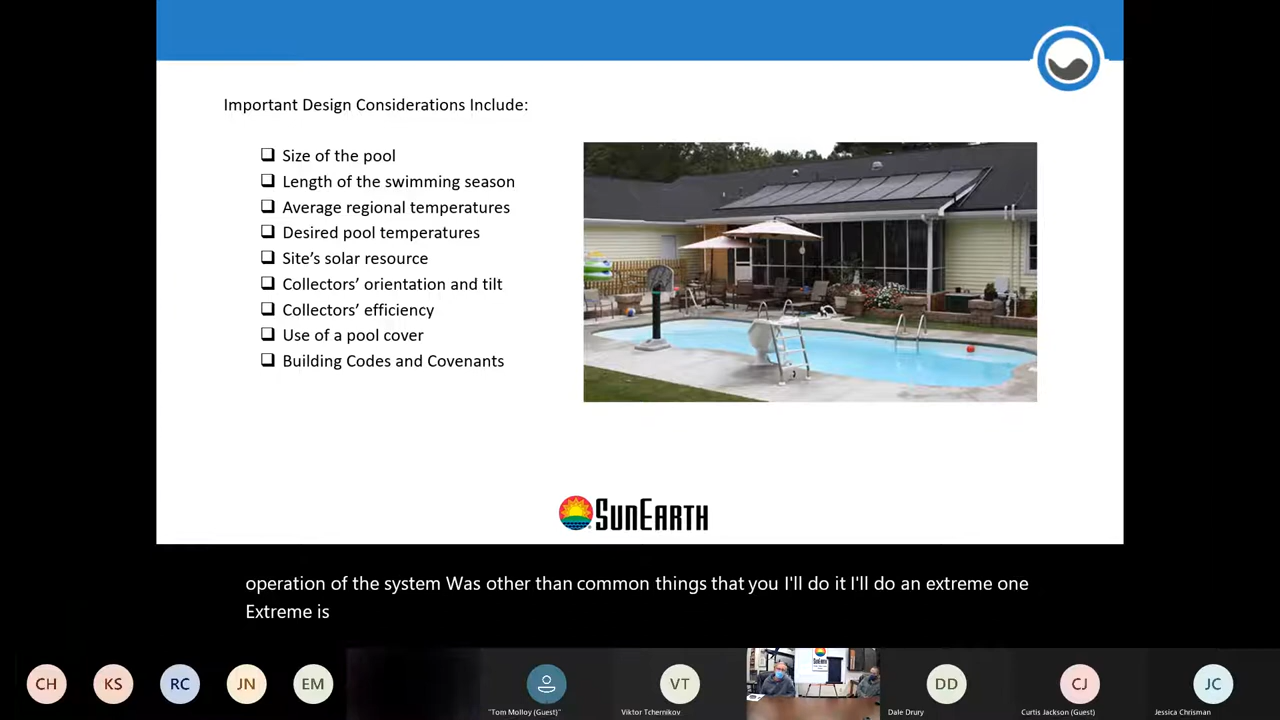 Important Design Considerations Include:
Size of the pool
Length of the swimming season
Average regional temperatures
Desired pool temperatures
Site's solar resource
Collectors' orientation and tilt
Collectors' efficiency
Use of a pool cover
Building Codes and Covenants
SUNEARTH
operation of the system Was other than common things that you I'll do it I'll do an extreme one
Extreme is
CH
KS
RC
JN
EM
VT
DD
CJ
JC
"Tom Molloy (Guest)"
Viktor Tchernikov
Dale Drury
Curtis Jackson (Guest)
Jessica Chrisman